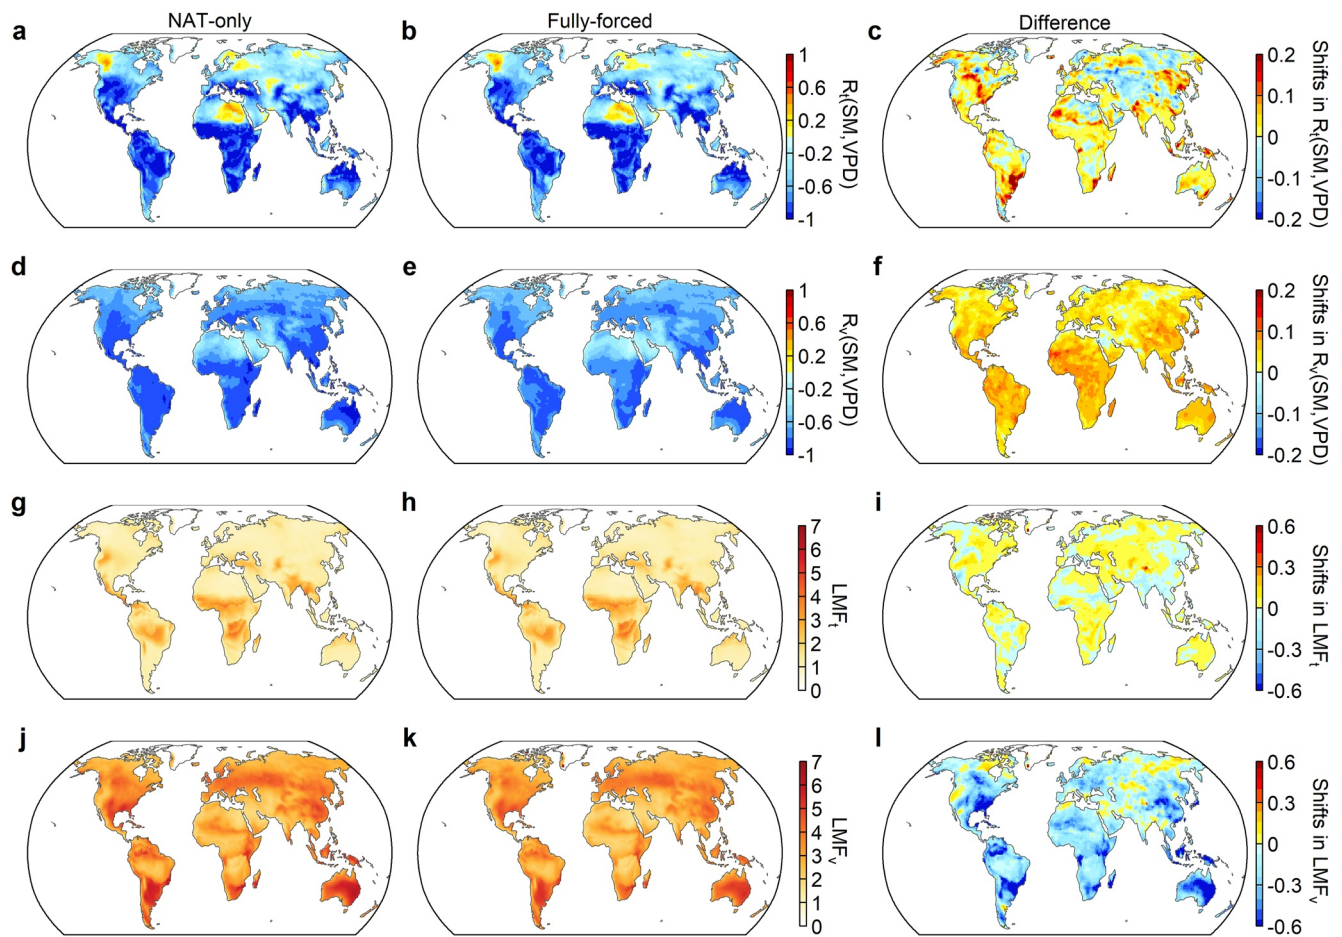 NAT-only
Fully-forced
Difference
a
b
c
1
0.6
0.2
-0.2
-0.6
-1
Rt(SM,VPD)
0.2
0.1
0
-0.1
-0.2
Shifts in Rt(SM,VPD)
d
e
f
1
0.6
0.2
-0.2
-0.6
-1
Rv(SM,VPD)
0.2
0.1
0
-0.1
-0.2
Shifts in Rv(SM,VPD)
g
h
i
7
6
5
4
3
2
1
0
LMFt
0.6
0.3
0
-0.3
-0.6
Shifts in LMFt
j
k
l
7
6
5
4
3
2
1
0
LMFv
0.6
0.3
0
-0.3
-0.6
Shifts in LMFv